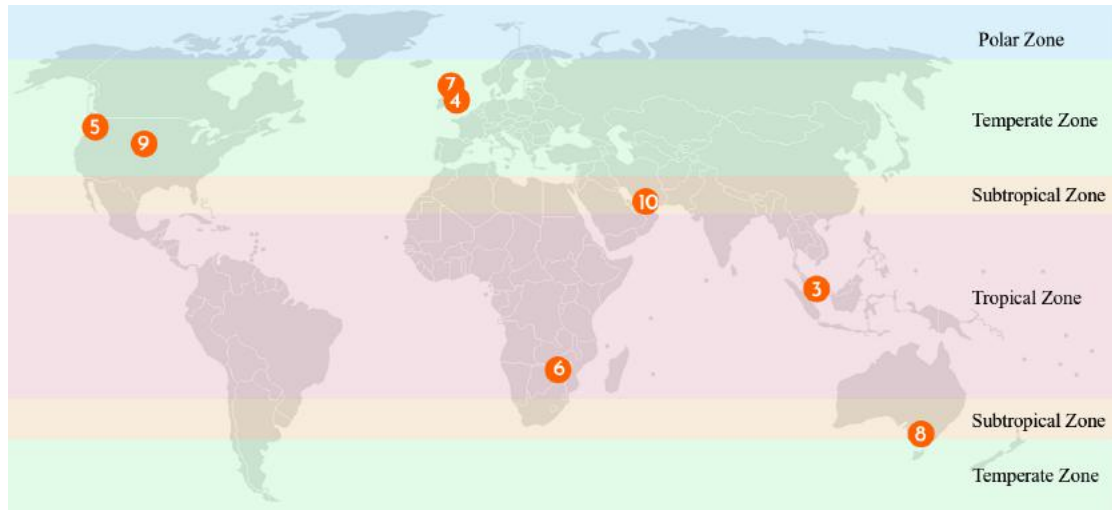 Polar Zone
7
4
Temperate Zone
5
9
Subtropical Zone
10
3
Tropical Zone
6
Subtropical Zone
8
Temperate Zone